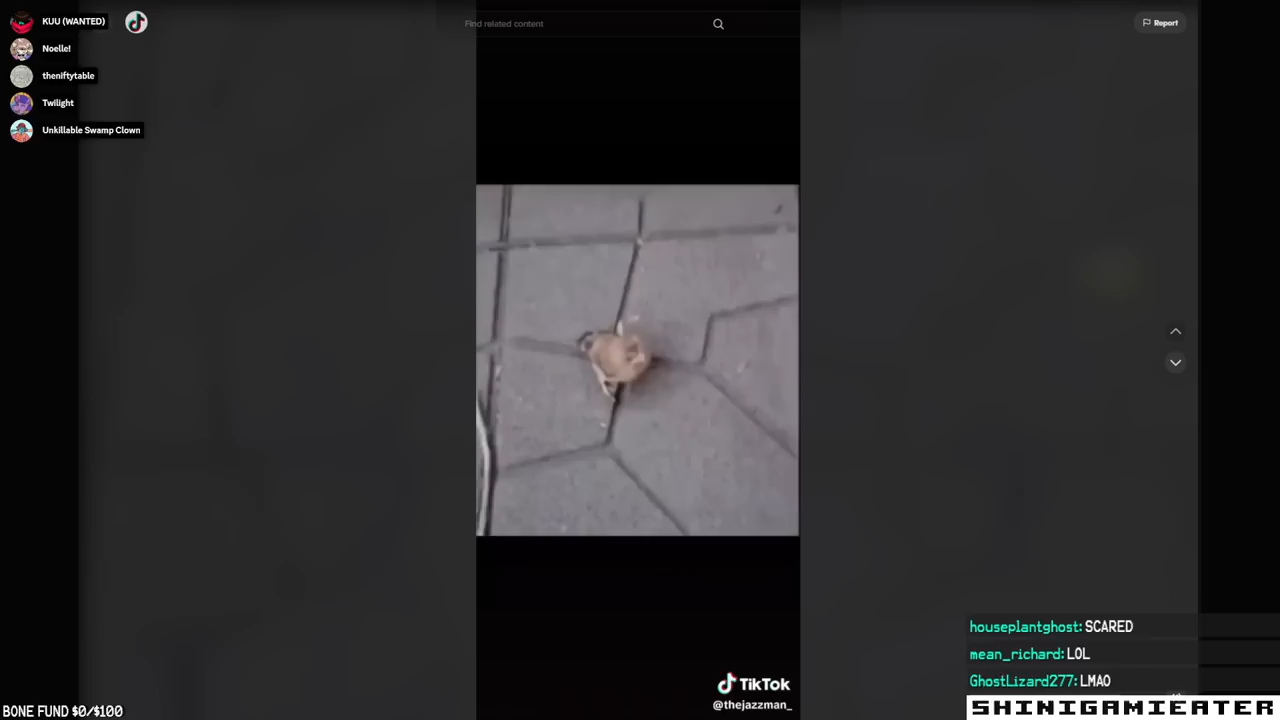 KUU (WANTED)
Noelle!
theniftytable
Twilight
Unkillable Swamp Clown
Find related content
Report
TikTok
@thejazzman_
houseplantghost: SCARED
mean_richard: LOL
GhostLizard277: LMAO
BONE FUND $0/$100
SHINIGAMIEATER